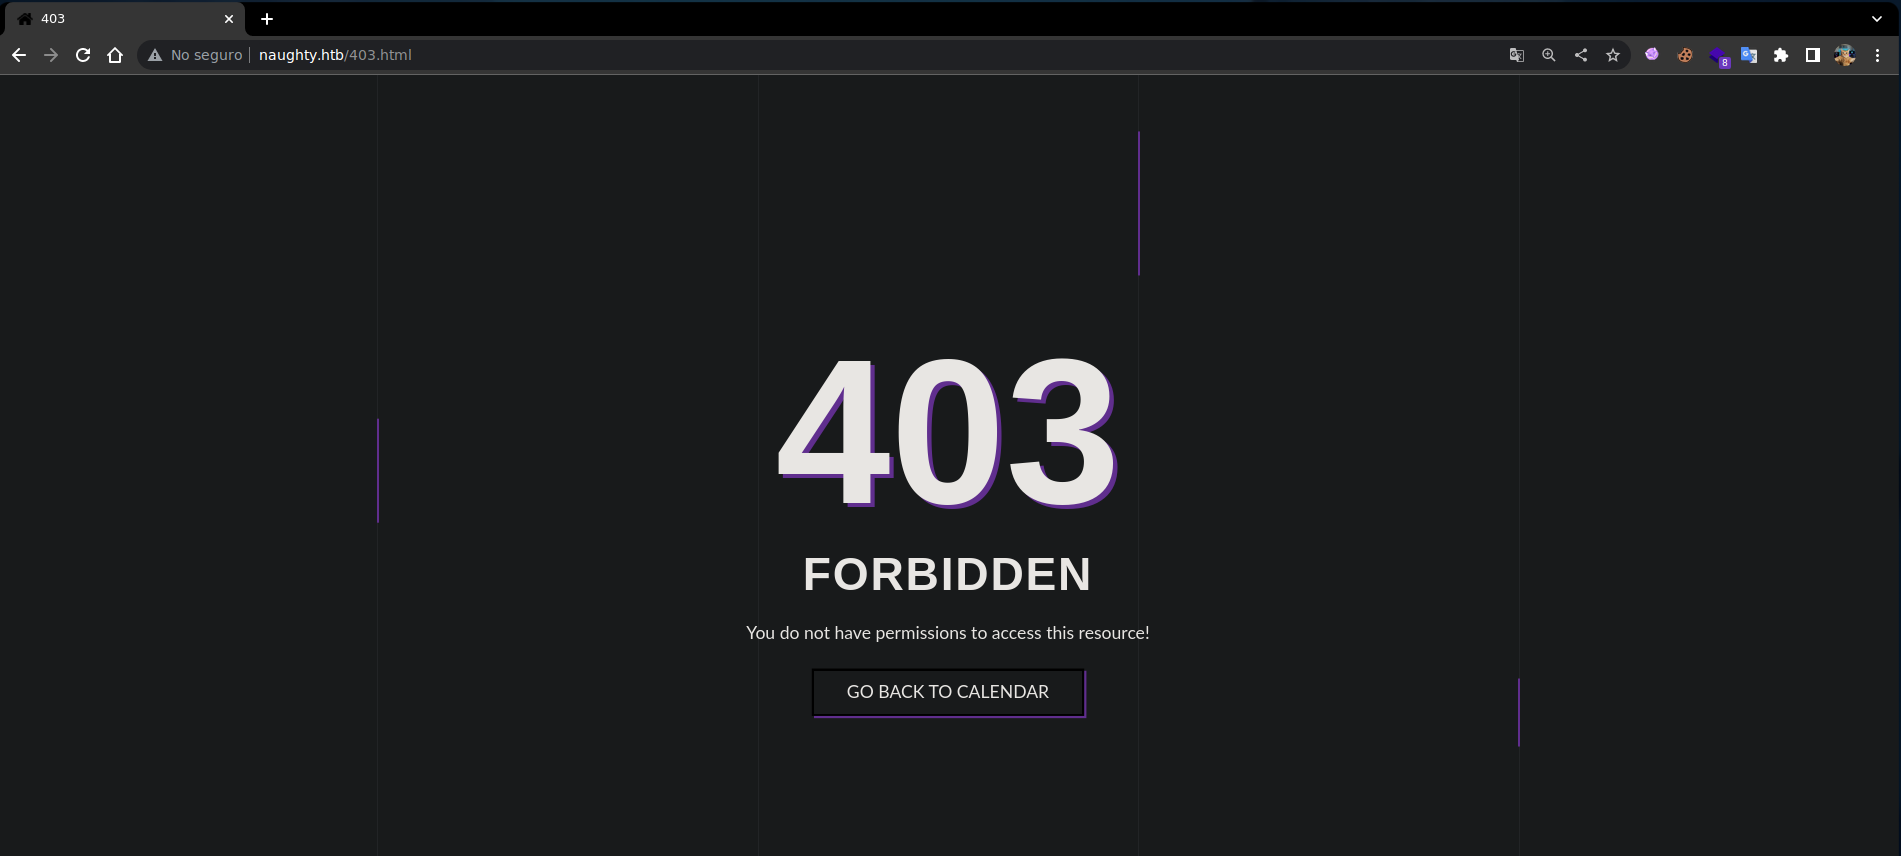 403
No seguro
naughty.htb/403.html
8
403
FORBIDDEN
You do not have permissions to access this resource!
GO BACK TO CALENDAR